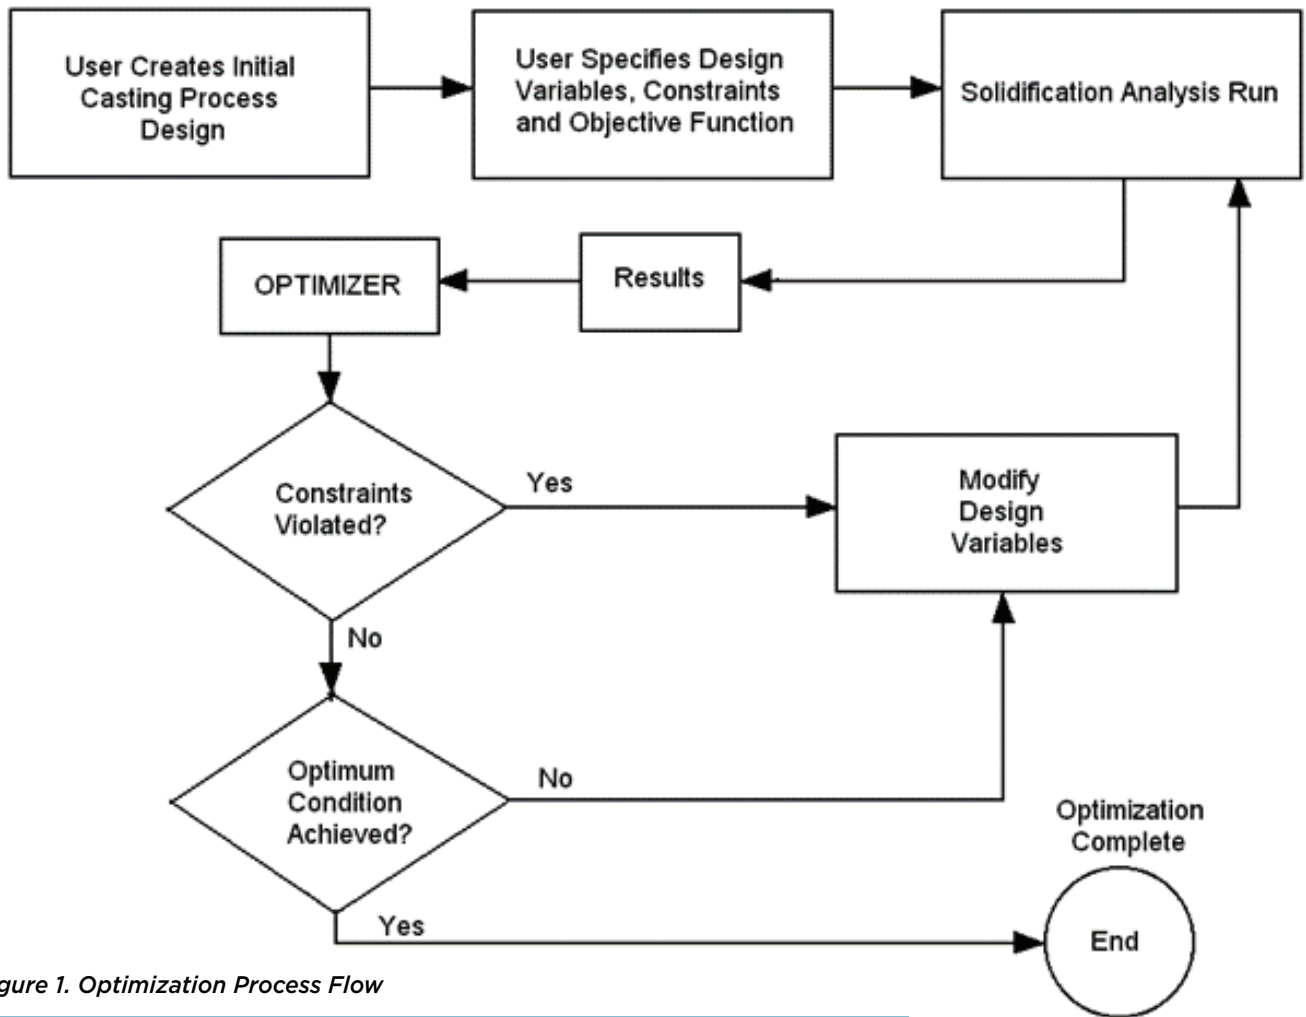 User Creates Initial
Casting Process
Design
User Specifies Design
Variables, Constraints
and Objective Function
Solidification Analysis Run
OPTIMIZER
Results
Constraints
Violated?
Yes
Modify
Design
Variables
No
Optimum
Condition
Achieved?
No
Optimization
Complete
Yes
End
gure 1. Optimization Process Flow